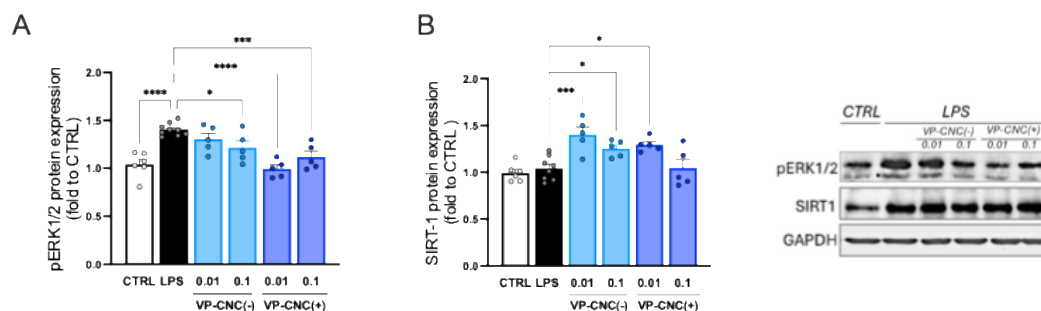 A
B
***
****
****
*
2.0
1.5
1.0
0.5
0.0
pERK1/2 protein expression
(fold to CTRL)
CTRL LPS 0.01 0.1 0.01 0.1
VP-CNC(-) VP-CNC(+)
*
*
***
2.0
1.5
1.0
0.5
0.0
SIRT-1 protein expression
(fold to CTRL)
CTRL LPS 0.01 0.1 0.01 0.1
VP-CNC(-) VP-CNC(+)
CTRL LPS
VP-CNC(-) VP-CNC(+)
0.01 0.1 0.01 0.1
pERK1/2
SIRT1
GAPDH